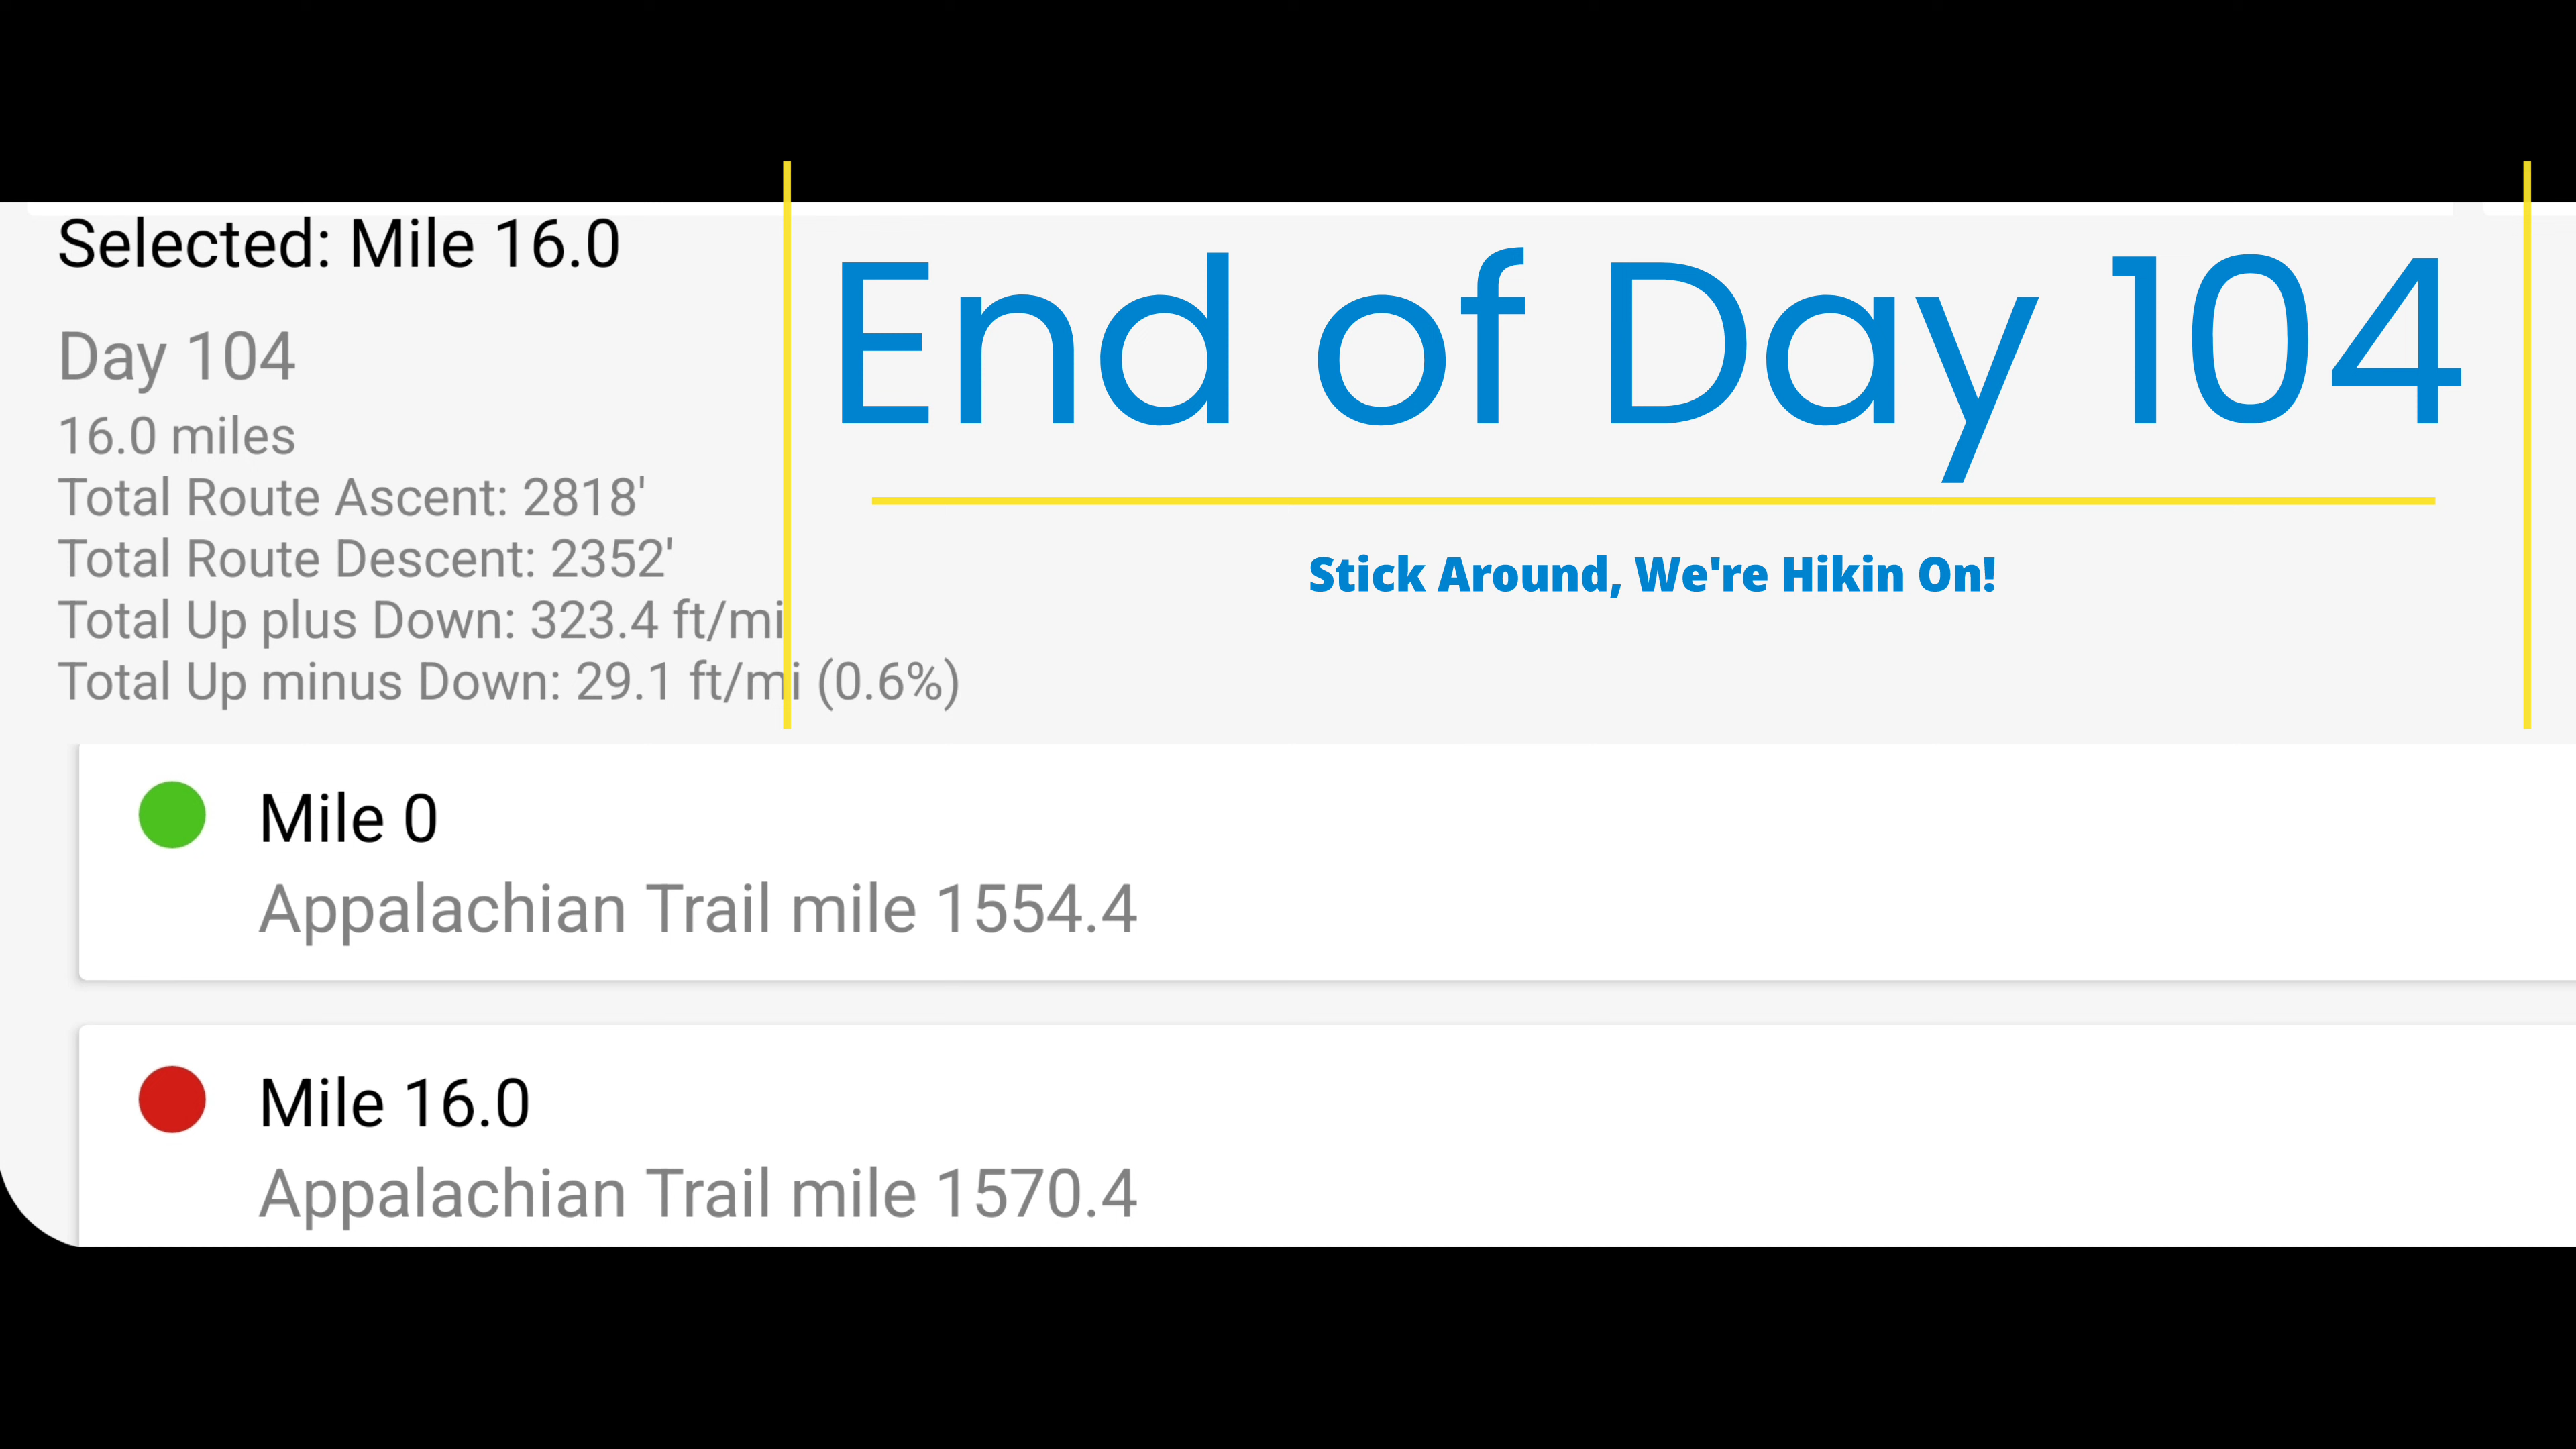 Selected: Mile 16.0
Day 104
16.0 miles
Total Route Ascent: 2818'
Total Route Descent: 2352'
Total Up plus Down: 323.4 ft/mi
Total Up minus Down: 29.1 ft/mi (0.6%)
End of Day 104
Stick Around, We're Hikin On!
Mile 0
Appalachian Trail mile 1554.4
Mile 16.0
Appalachian Trail mile 1570.4